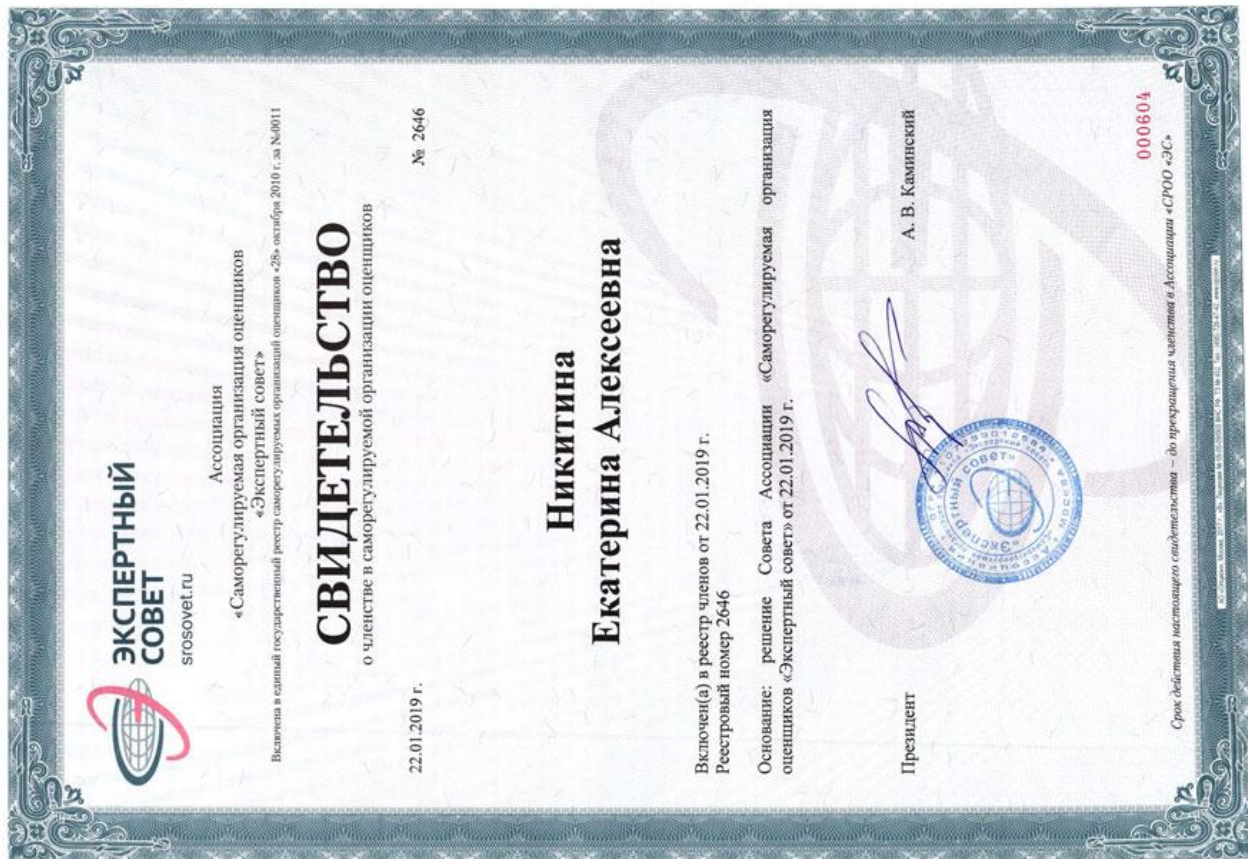 ЭКСПЕРТНЫЙ
СОВЕТ
srosovet.ru
Ассоциация
«Саморегулируемая организация оценщиков
«Экспертный совет»
Включена в единый государственный реестр саморегулируемых организаций оценщиков «28» октября 2010 г. за №0011
СВИДЕТЕЛЬСТВО
о членстве в саморегулируемой организации оценщиков
22.01.2019 г. № 2646
Никитина
Екатерина Алексеевна
Включен(а) в реестр членов от 22.01.2019 г.
Реестровый номер 2646
Основание: решение Совета Ассоциации «Саморегулируемая организация
оценщиков «Экспертный совет» от 22.01.2019 г.
Президент А. В. Каминский
«Экспертный совет»
000604
Срок действия настоящего свидетельства – до прекращения членства в Ассоциации «СРОО «ЭС»